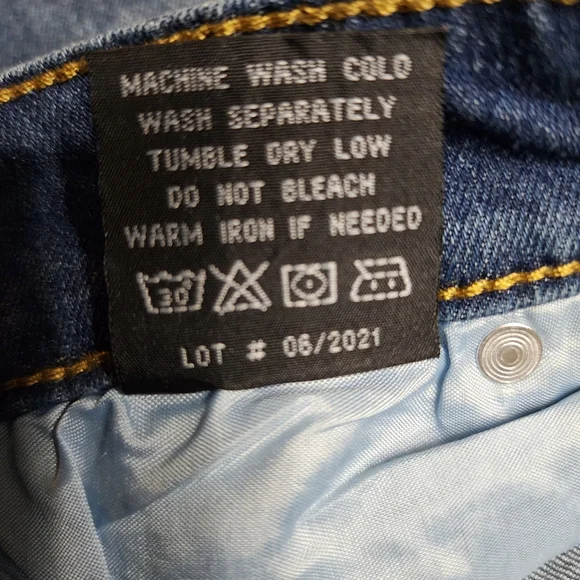 MACHINE WASH COLD
WASH SEPARATELY
TUMBLE DRY LOW
DO NOT BLEACH
WARM IRON IF NEEDED
30
LOT # 06/2021